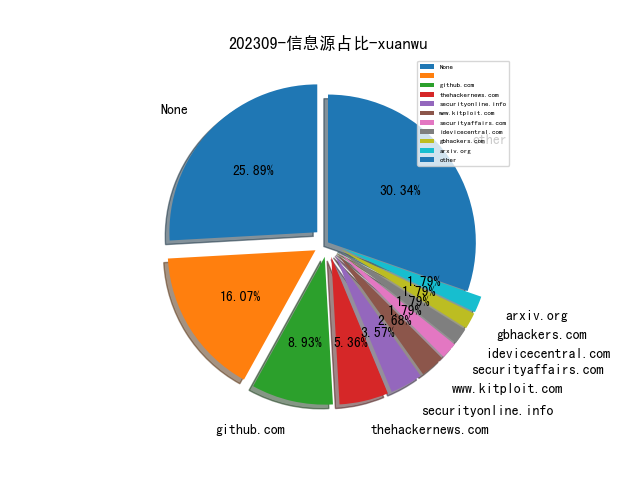 202309-信息源占比-xuanwu
None
github.com
thehackernews.com
securityonline.info
www.kitploit.com
securityaffairs.com
idevicecentral.com
gbhackers.com
arxiv.org
other
other
None
25.89%
30.34%
16.07%
8.93%
5.36%
3.57%
2.68%
1.79%
1.79%
1.79%
1.79%
arxiv.org
gbhackers.com
idevicecentral.com
securityaffairs.com
www.kitploit.com
securityonline.info
thehackernews.com
github.com